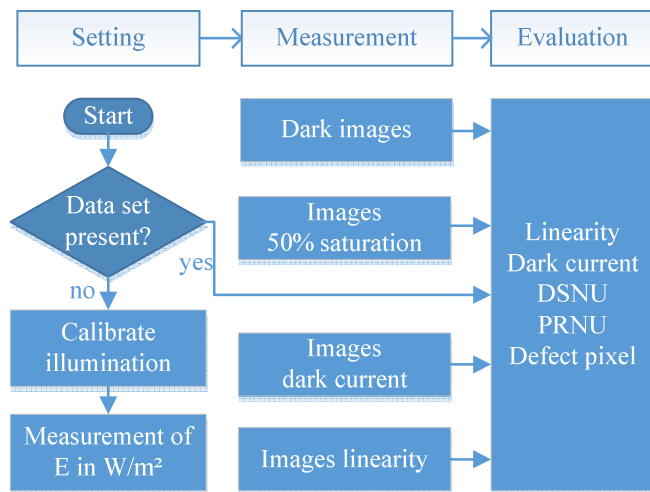 Setting
Measurement
Evaluation
Start
Data set
present?
yes
no
Calibrate
illumination
Measurement of
E in W/m²
Dark images
Images
50% saturation
Images
dark current
Images linearity
Linearity
Dark current
DSNU
PRNU
Defect pixel